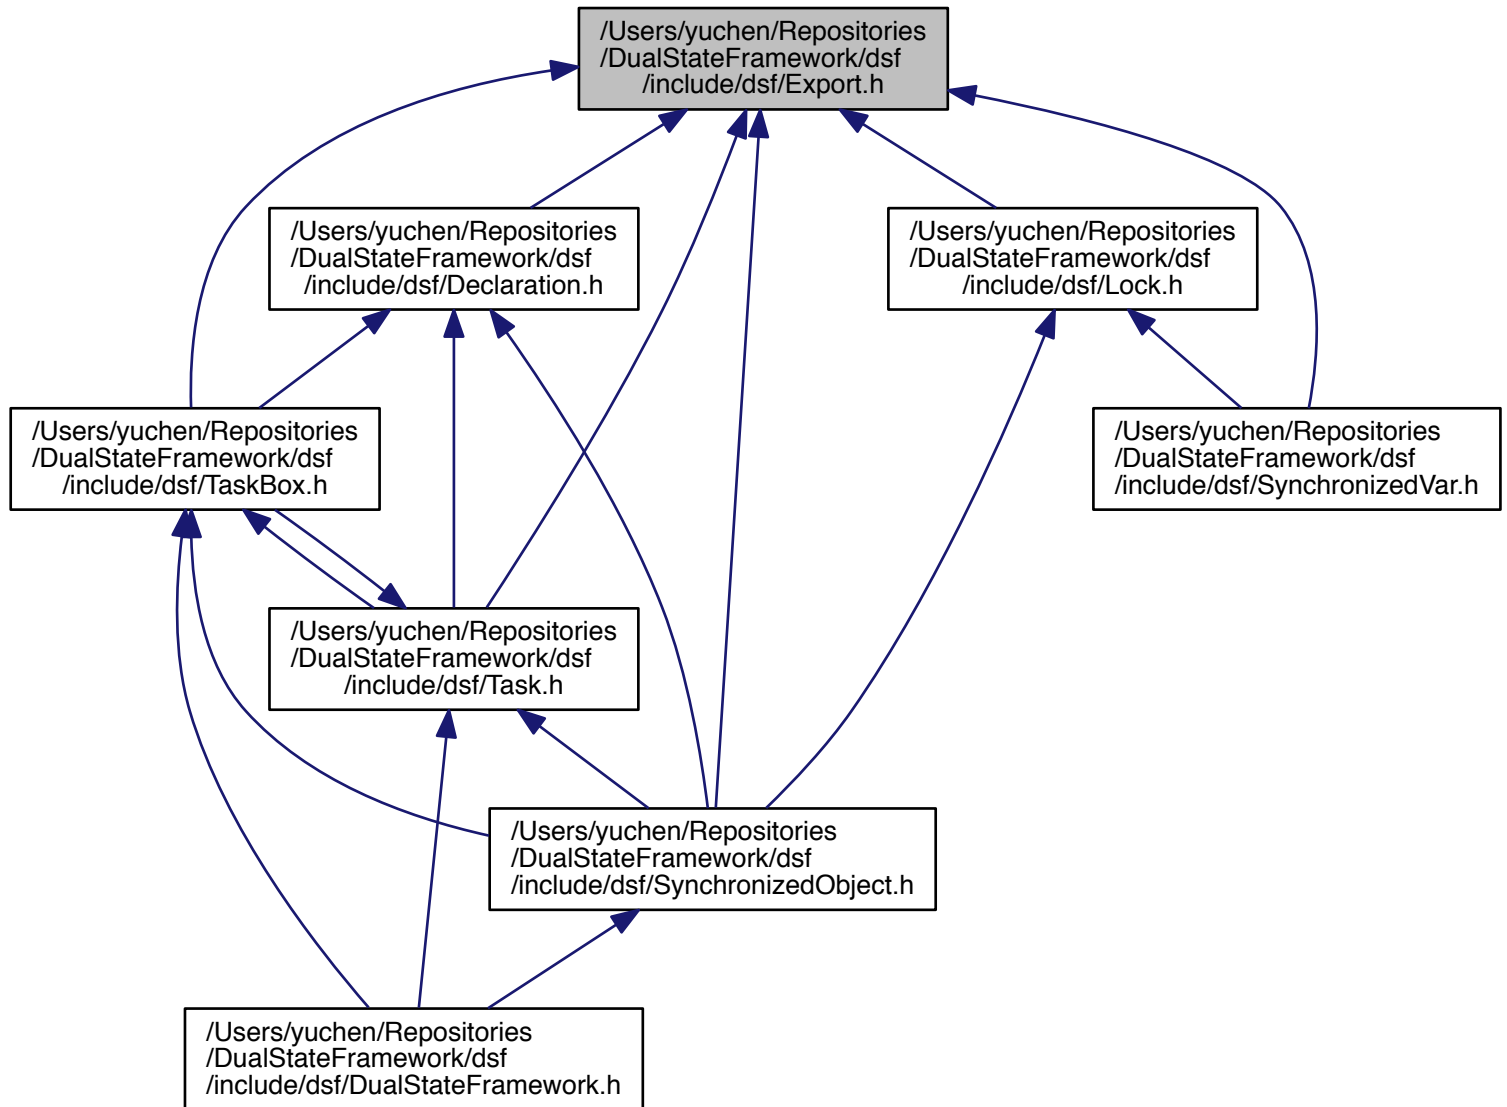 /Users/yuchen/Repositories
/DualStateFramework/dsf
/include/dsf/Export.h
/Users/yuchen/Repositories
/DualStateFramework/dsf
/include/dsf/Declaration.h
/Users/yuchen/Repositories
/DualStateFramework/dsf
/include/dsf/Lock.h
/Users/yuchen/Repositories
/DualStateFramework/dsf
/include/dsf/TaskBox.h
/Users/yuchen/Repositories
/DualStateFramework/dsf
/include/dsf/SynchronizedVar.h
/Users/yuchen/Repositories
/DualStateFramework/dsf
/include/dsf/Task.h
/Users/yuchen/Repositories
/DualStateFramework/dsf
/include/dsf/SynchronizedObject.h
/Users/yuchen/Repositories
/DualStateFramework/dsf
/include/dsf/DualStateFramework.h